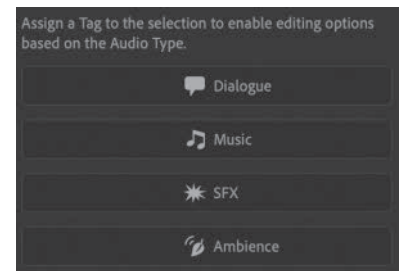 Assign a Tag to the selection to enable editing options
based on the Audio Type.
Dialogue
Music
SFX
Ambience